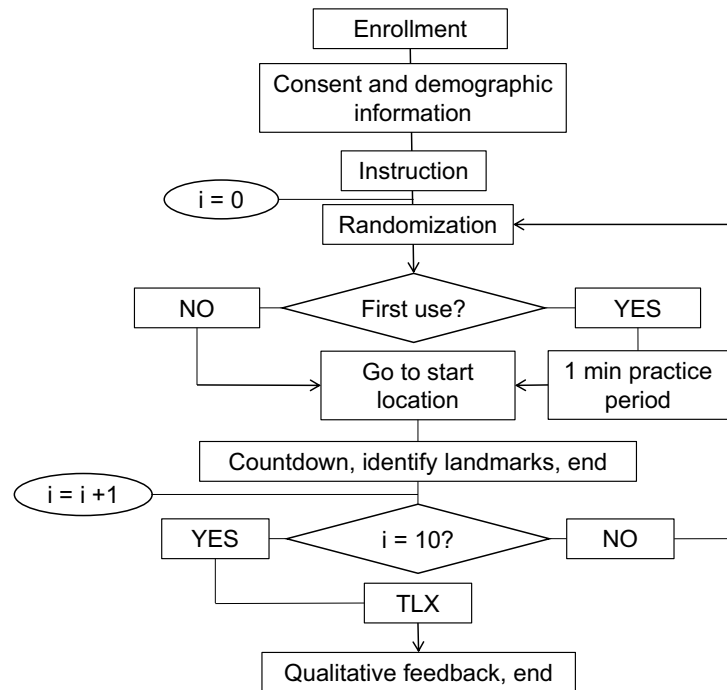 Enrollment
Consent and demographic
information
Instruction
i = 0
Randomization
NO
First use?
YES
Go to start
location
1 min practice
period
Countdown, identify landmarks, end
i = i +1
YES
i = 10?
NO
TLX
Qualitative feedback, end